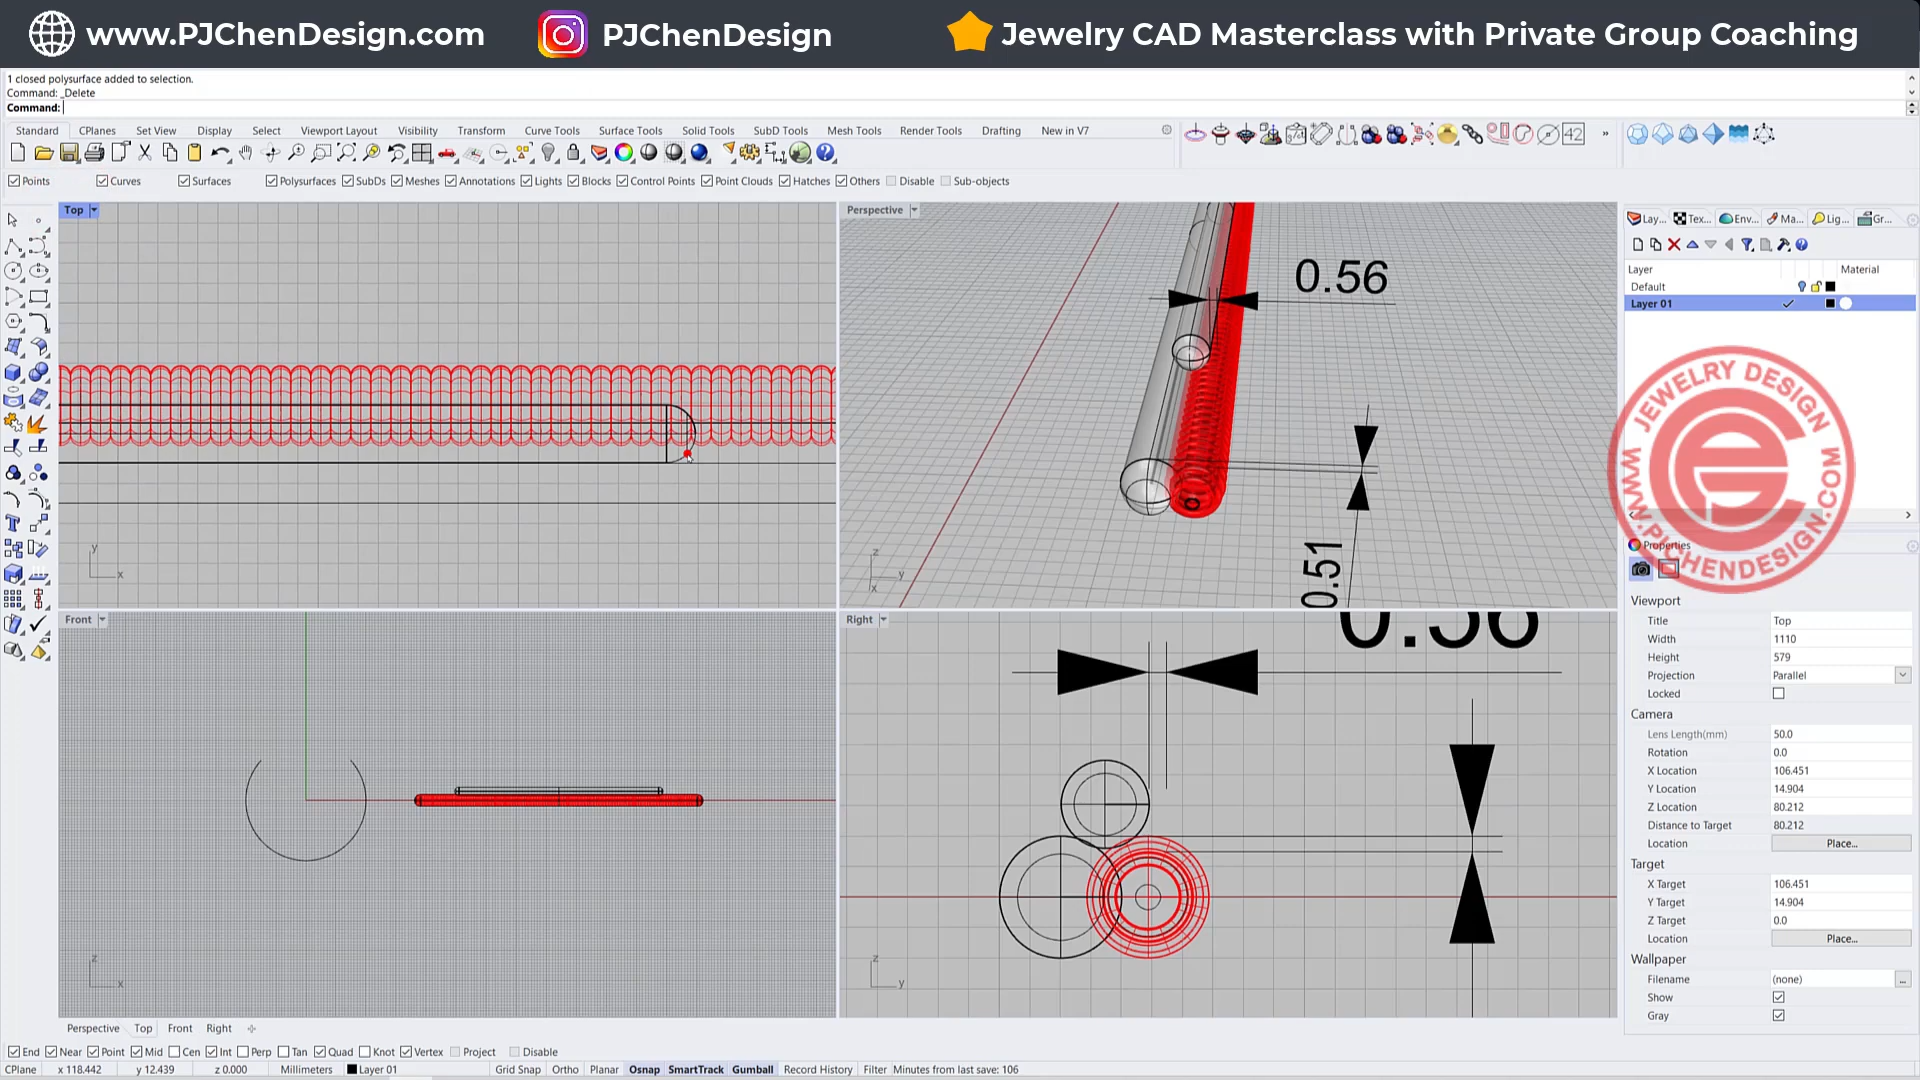 www.PJChenDesign.com PJChenDesign Jewelry CAD Masterclass with Private Group Coaching
1 closed polysurface added to selection.
Command: _Delete
Command:
Standard CPlanes Set View Display Select Viewport Layout Visibility Transform Curve Tools Surface Tools Solid Tools SubD Tools Mesh Tools Render Tools Drafting New in V7
42 »
Points Curves Surfaces Polysurfaces SubDs Meshes Annotations Lights Blocks Control Points Point Clouds Hatches Others Disable Sub-objects
Top
Perspective
Lay... Tex... Env... Ma... Lig... Gr...
Layer Material
Default
Layer 01
0.56
0.51
y
x
z
y
x
JEWELRY DESIGN
WWW.PJCHENDESIGN.COM
Properties
Front
Right
0.56
z
x
z
y
Viewport
Title Top
Width 1110
Height 579
Projection Parallel
Locked
Camera
Lens Length(mm) 50.0
Rotation 0.0
X Location 106.451
Y Location 14.904
Z Location 80.212
Distance to Target 80.212
Location Place...
Target
X Target 106.451
Y Target 14.904
Z Target 0.0
Location Place...
Wallpaper
Filename (none) ...
Show
Gray
Perspective Top Front Right
End Near Point Mid Cen Int Perp Tan Quad Knot Vertex Project Disable
CPlane x 118.442 y 12.439 z 0.000 Millimeters Layer 01 Grid Snap Ortho Planar Osnap SmartTrack Gumball Record History Filter Minutes from last save: 106